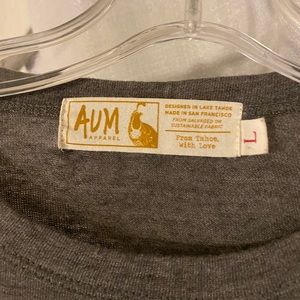 AUM
APPAREL
DESIGNED IN LAKE TAHOE
MADE IN SAN FRANCISCO
FROM SALVAGED OR
SUSTAINABLE FABRIC
From Tahoe,
with Love
L